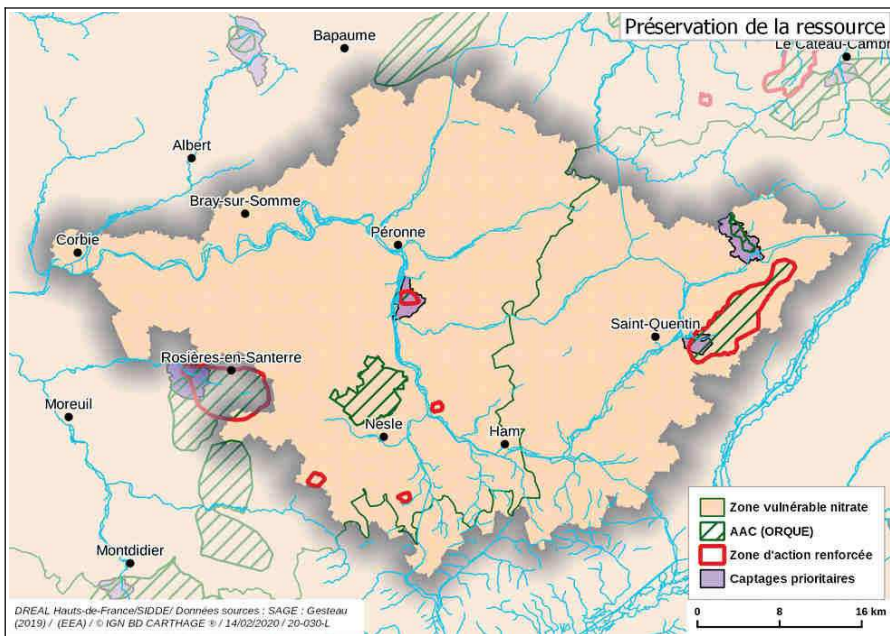 Préservation de la ressource
Bapaume
Le Cateau-Cambr
Albert
Bray-sur-Somme
Corbie
Péronne
Saint-Quentin
Rosières-en-Santerre
Moreuil
Nesle
Ham
Montdidier
Zone vulnérable nitrate
AAC (ORQUE)
Zone d'action renforcée
Captages prioritaires
DREAL Hauts-de-France/SIDDE/ Données sources : SAGE : Gesteau
(2019) / (EEA) / © IGN BD CARTHAGE ® / 14/02/2020 / 20-030-L
0 8 16 km